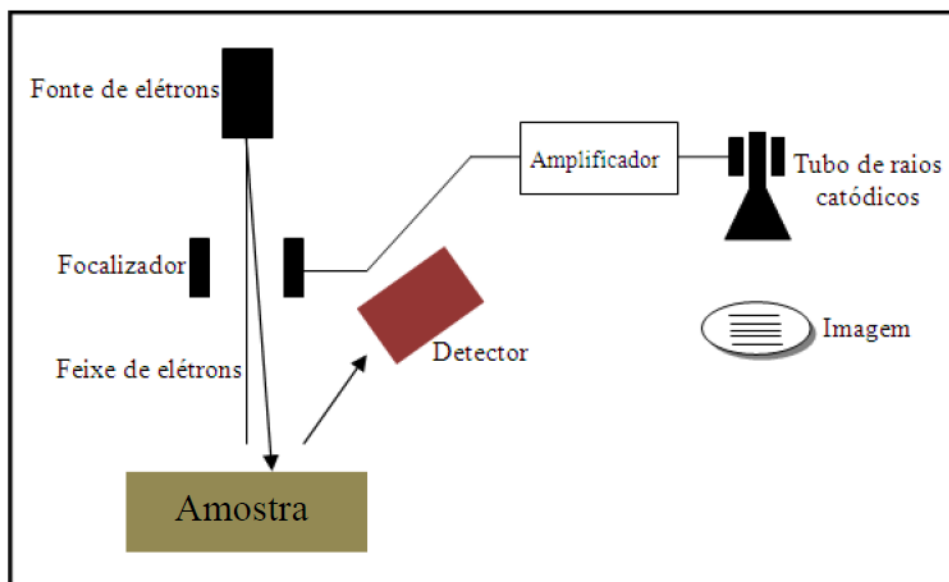 Fonte de elétrons
Amplificador
Tubo de raios
catódicos
Focalizador
Imagem
Detector
Feixe de elétrons
Amostra